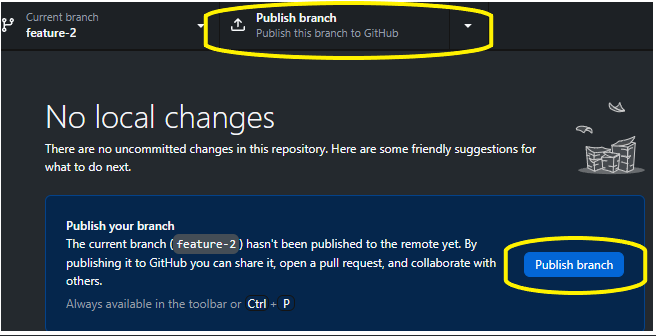 Current branch
feature-2
Publish branch
Publish this branch to GitHub
No local changes
There are no uncommitted changes in this repository. Here are some friendly suggestions for
what to do next.
Publish your branch
The current branch (feature-2) hasn't been published to the remote yet. By
publishing it to GitHub you can share it, open a pull request, and collaborate with
others.
Always available in the toolbar or Ctrl + P
Publish branch